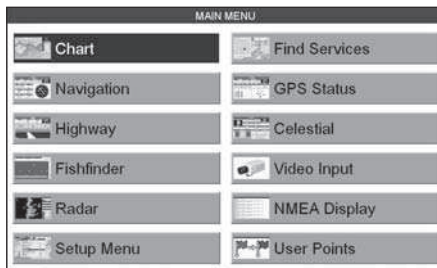 MAIN MENU
Chart
Find Services
Navigation
GPS Status
Highway
Celestial
Fishfinder
Video Input
Radar
NMEA Display
Setup Menu
User Points